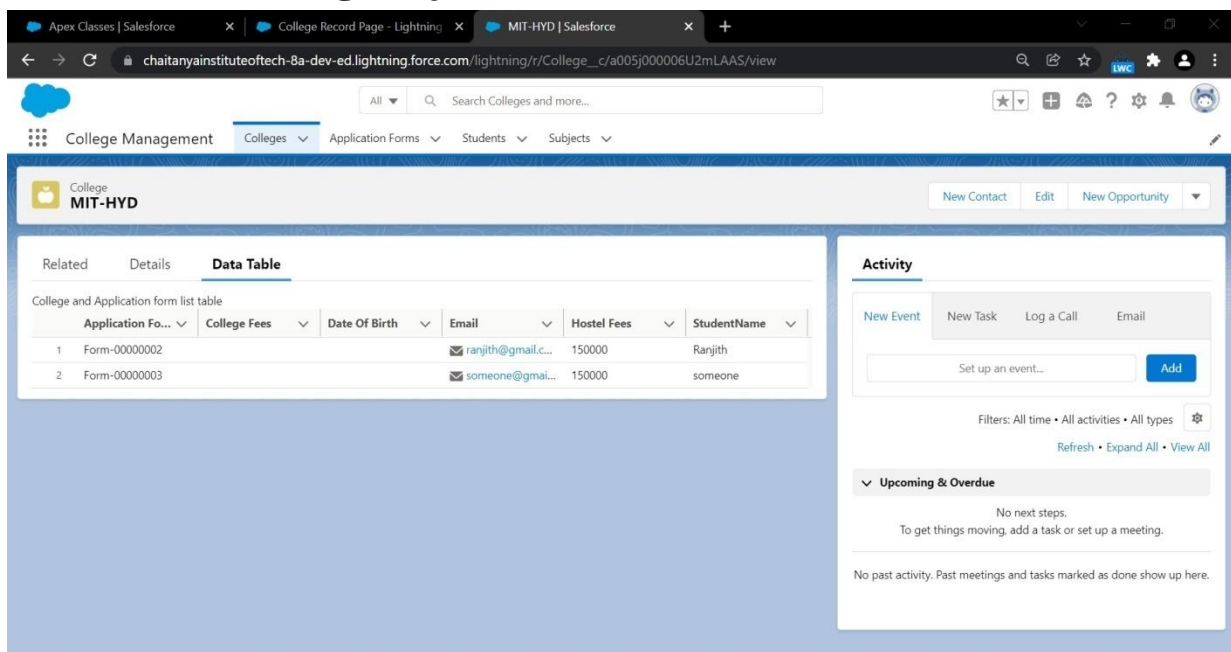 Apex Classes | Salesforce
College Record Page - Lightning
MIT-HYD | Salesforce
chaitanyainstituteoftech-8a-dev-ed.lightning.force.com/lightning/r/College__c/a005j000006U2mLAAS/view
LWC
All
Search Colleges and more...
College Management Colleges Application Forms Students Subjects
College
MIT-HYD
New Contact Edit New Opportunity
Related Details Data Table
College and Application form list table
Application Fo... College Fees Date Of Birth Email Hostel Fees StudentName
1 Form-00000002 ranjith@gmail.c... 150000 Ranjith
2 Form-00000003 someone@gmai... 150000 someone
Activity
New Event New Task Log a Call Email
Set up an event... Add
Filters: All time • All activities • All types
Refresh • Expand All • View All
Upcoming & Overdue
No next steps.
To get things moving, add a task or set up a meeting.
No past activity. Past meetings and tasks marked as done show up here.